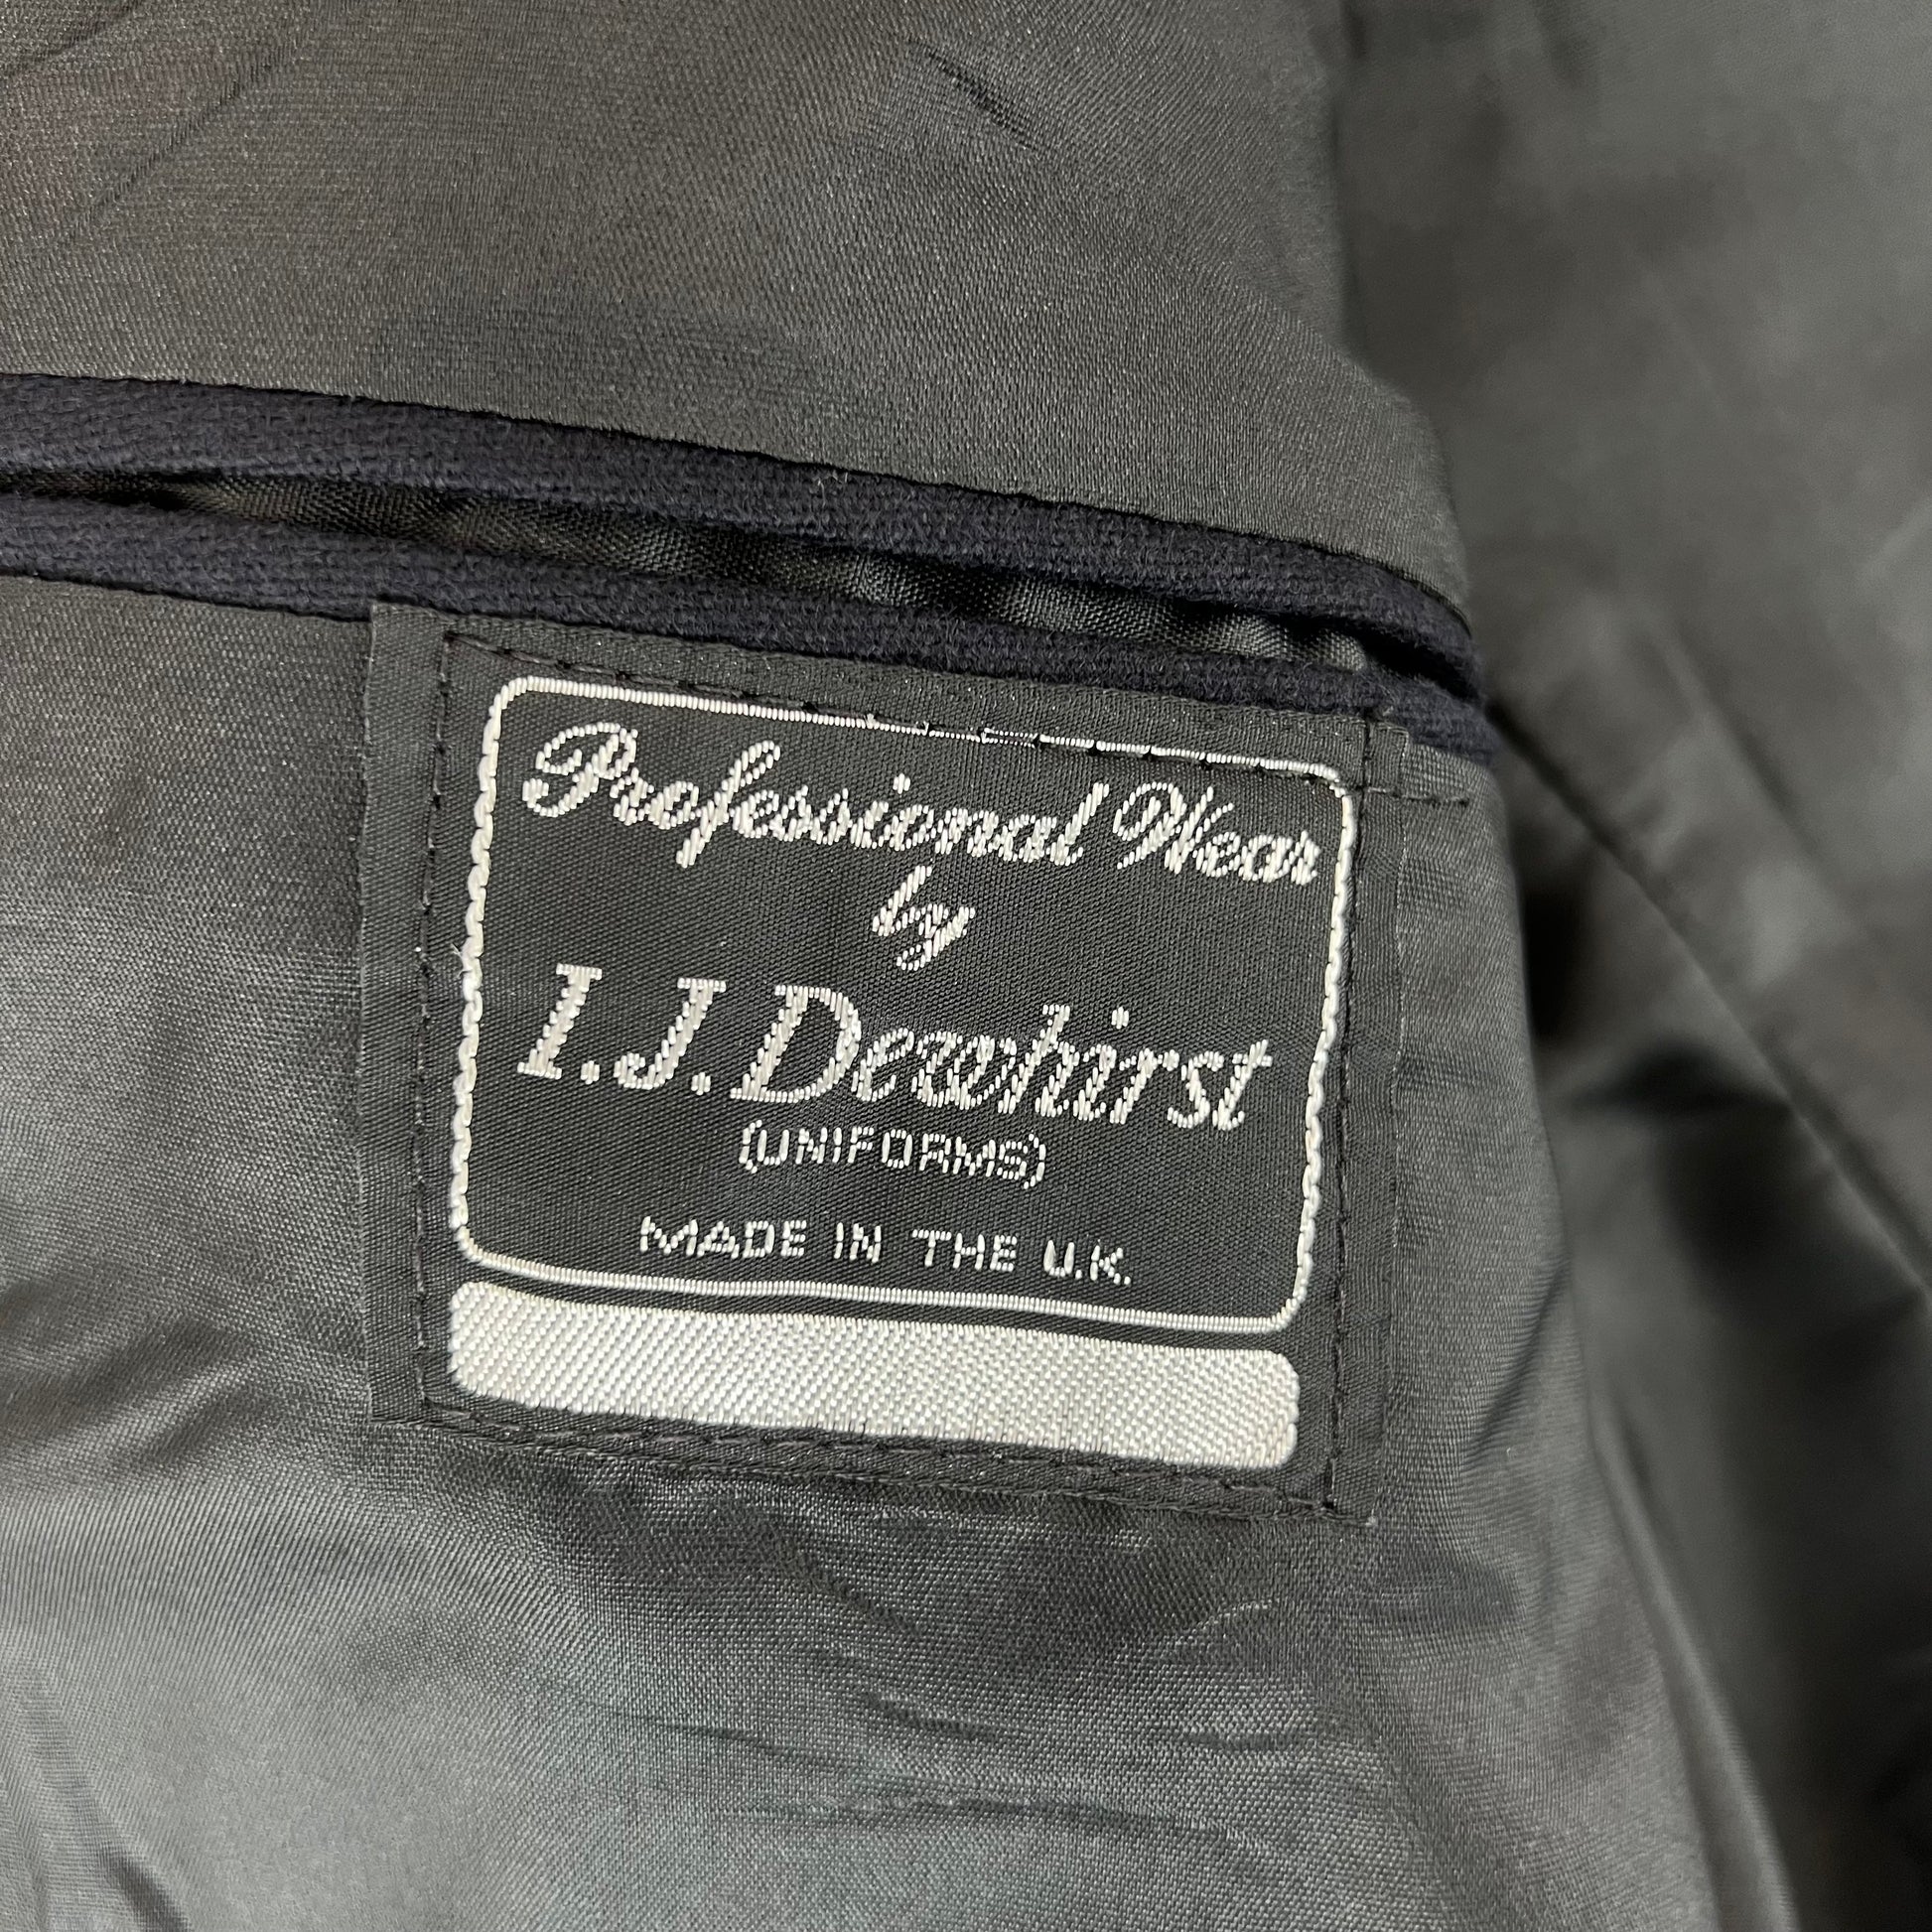 Professional Wear
by
I.J. Dewhirst
(UNIFORMS)
MADE IN THE U.K.